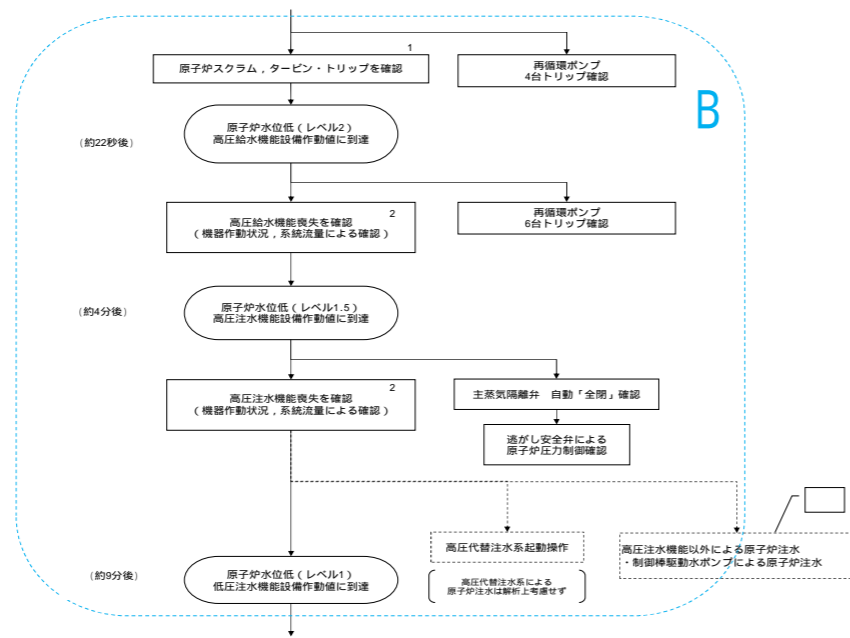 1
原子炉スクラム，タービン・トリップを確認
再循環ポンプ
4台トリップ確認
B
(約22秒後)
原子炉水位低（レベル2）
高圧給水機能設備作動値に到達
2
高圧給水機能喪失を確認
（機器作動状況，系統流量による確認）
再循環ポンプ
6台トリップ確認
(約4分後)
原子炉水位低（レベル1.5）
高圧注水機能設備作動値に到達
2
高圧注水機能喪失を確認
（機器作動状況，系統流量による確認）
主蒸気隔離弁　自動「全閉」確認
逃がし安全弁による
原子炉圧力制御確認
高圧代替注水系起動操作
高圧代替注水系による
原子炉注水は解析上考慮せず
高圧注水機能以外による原子炉注水
・制御棒駆動水ポンプによる原子炉注水
(約9分後)
原子炉水位低（レベル1）
低圧注水機能設備作動値に到達